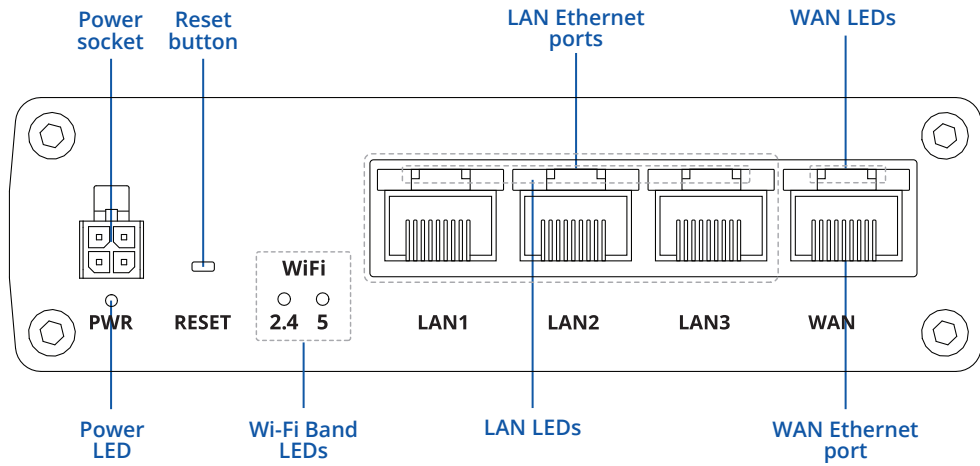 Power
socket
Reset
button
LAN Ethernet
ports
WAN LEDs
WiFi
2.4 5
PWR
RESET
LAN1
LAN2
LAN3
WAN
Power
LED
Wi-Fi Band
LEDs
LAN LEDs
WAN Ethernet
port